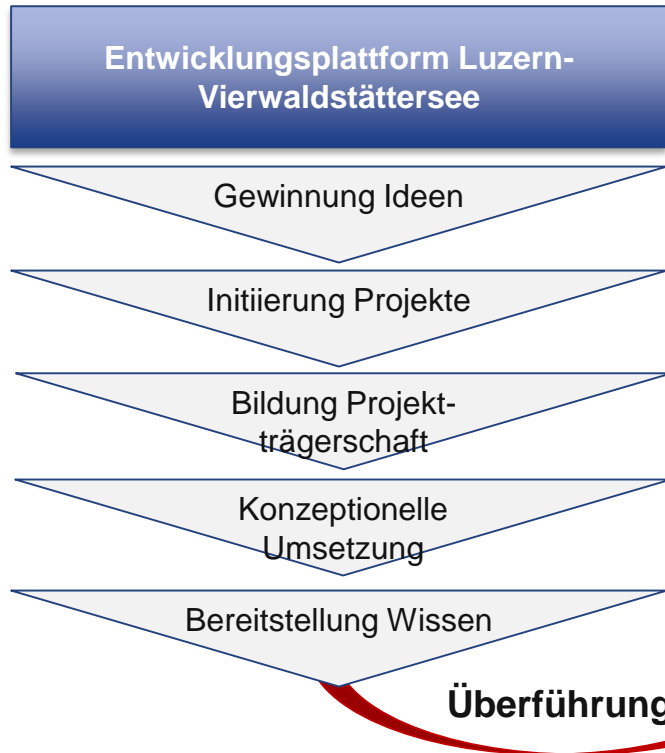 Entwicklungsplattform Luzern-
Vierwaldstättersee
Gewinnung Ideen
Initiierung Projekte
Bildung Projekt-
trägerschaft
Konzeptionelle
Umsetzung
Bereitstellung Wissen
Überführung